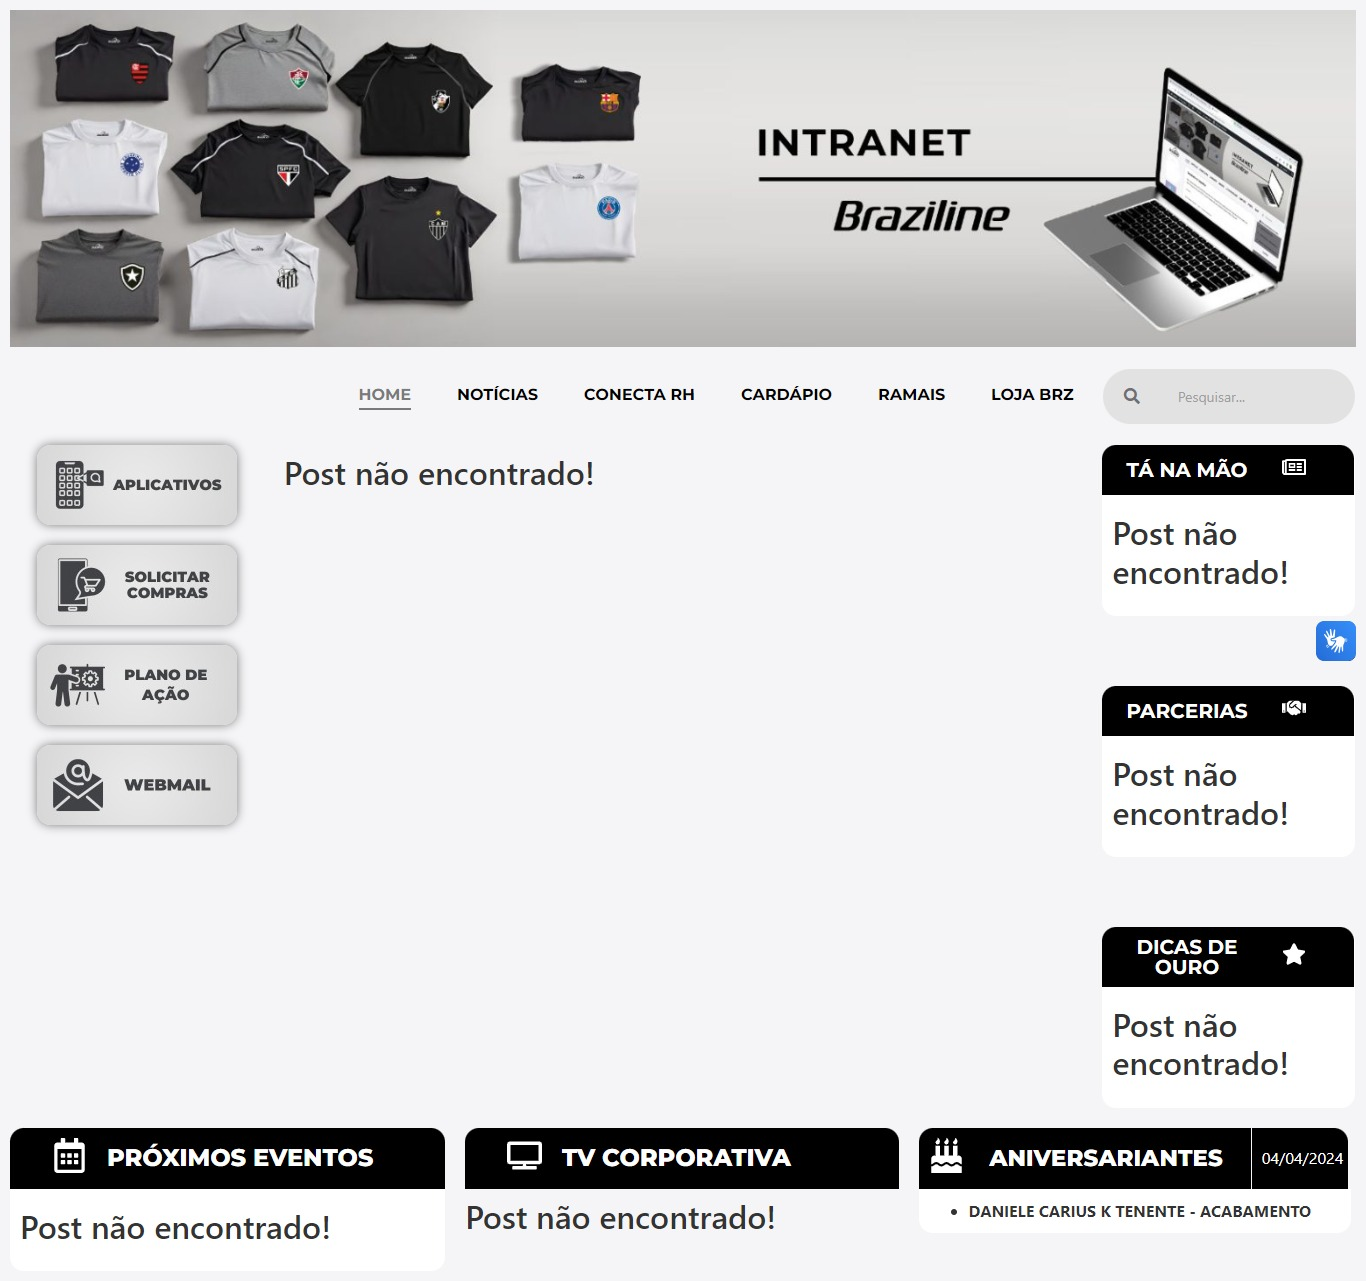 INTRANET
Braziline
SPFC
CAM
HOME
NOTÍCIAS
CONECTA RH
CARDÁPIO
RAMAIS
LOJA BRZ
Pesquisar...
APLICATIVOS
SOLICITAR
COMPRAS
PLANO DE
AÇÃO
WEBMAIL
Post não encontrado!
TÁ NA MÃO
Post não
encontrado!
PARCERIAS
Post não
encontrado!
DICAS DE
OURO
Post não
encontrado!
PRÓXIMOS EVENTOS
Post não encontrado!
TV CORPORATIVA
Post não encontrado!
ANIVERSARIANTES
04/04/2024
DANIELE CARIUS K TENENTE - ACABAMENTO